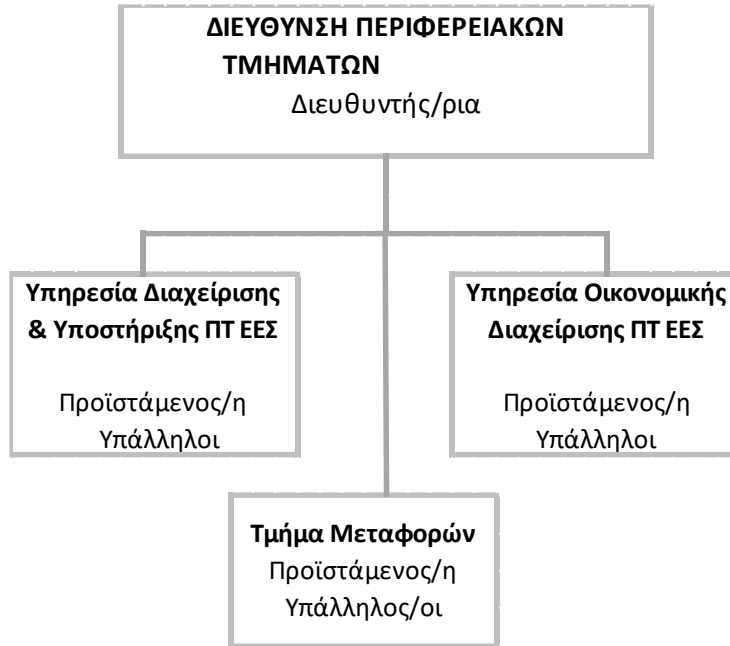 ΔΙΕΥΘΥΝΣΗ ΠΕΡΙΦΕΡΕΙΑΚΩΝ
ΤΜΗΜΑΤΩΝ
Διευθυντής/ρια
Υπηρεσία Διαχείρισης
& Υποστήριξης ΠΤ ΕΕΣ
Προϊστάμενος/η
Υπάλληλοι
Υπηρεσία Οικονομικής
Διαχείρισης ΠΤ ΕΕΣ
Προϊστάμενος/η
Υπάλληλοι
Τμήμα Μεταφορών
Προϊστάμενος/η
Υπάλληλος/οι